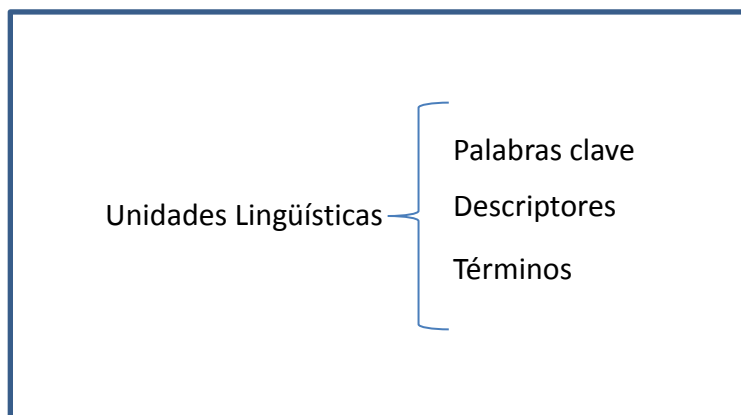 Palabras clave
Unidades Lingüísticas
Descriptores
Términos